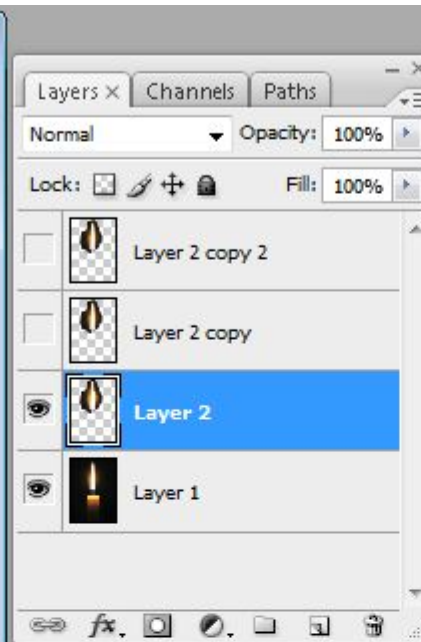 Layers × Channels Paths
Normal Opacity: 100%
Lock: Fill: 100%
Layer 2 copy 2
Layer 2 copy
Layer 2
Layer 1
fx.